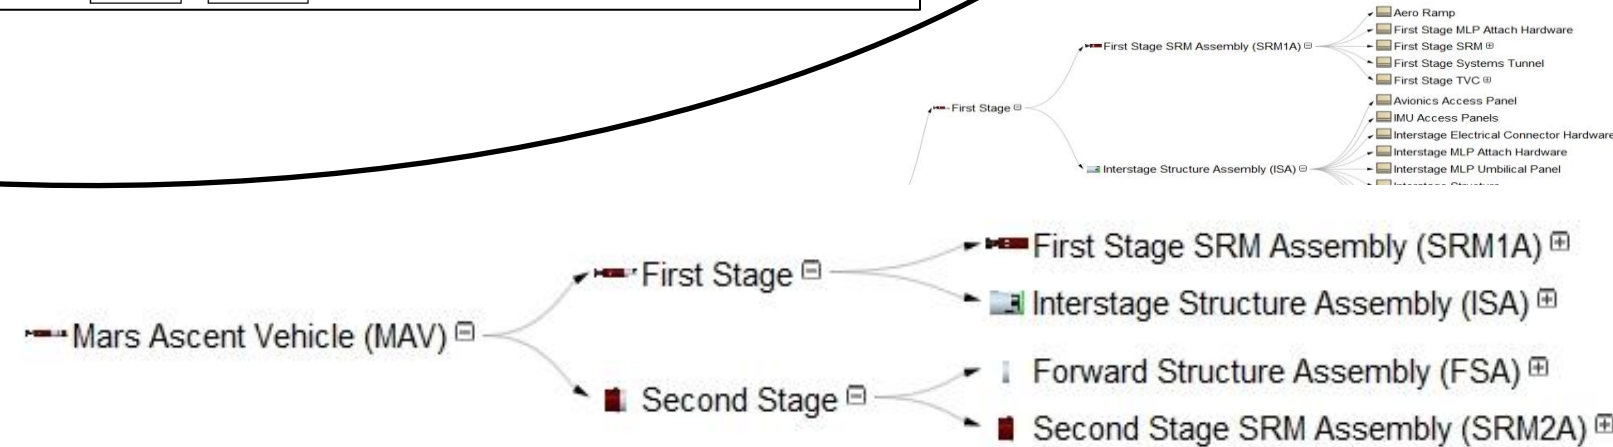 Aero Ramp
First Stage MLP Attach Hardware
First Stage SRM Assembly (SRM1A)
First Stage SRM
First Stage Systems Tunnel
First Stage TVC
Avionics Access Panel
First Stage
IMU Access Panels
Interstage Electrical Connector Hardware
Interstage MLP Attach Hardware
Interstage Structure Assembly (ISA)
Interstage MLP Umbilical Panel
First Stage SRM Assembly (SRM1A)
First Stage
Interstage Structure Assembly (ISA)
Mars Ascent Vehicle (MAV)
Forward Structure Assembly (FSA)
Second Stage
Second Stage SRM Assembly (SRM2A)